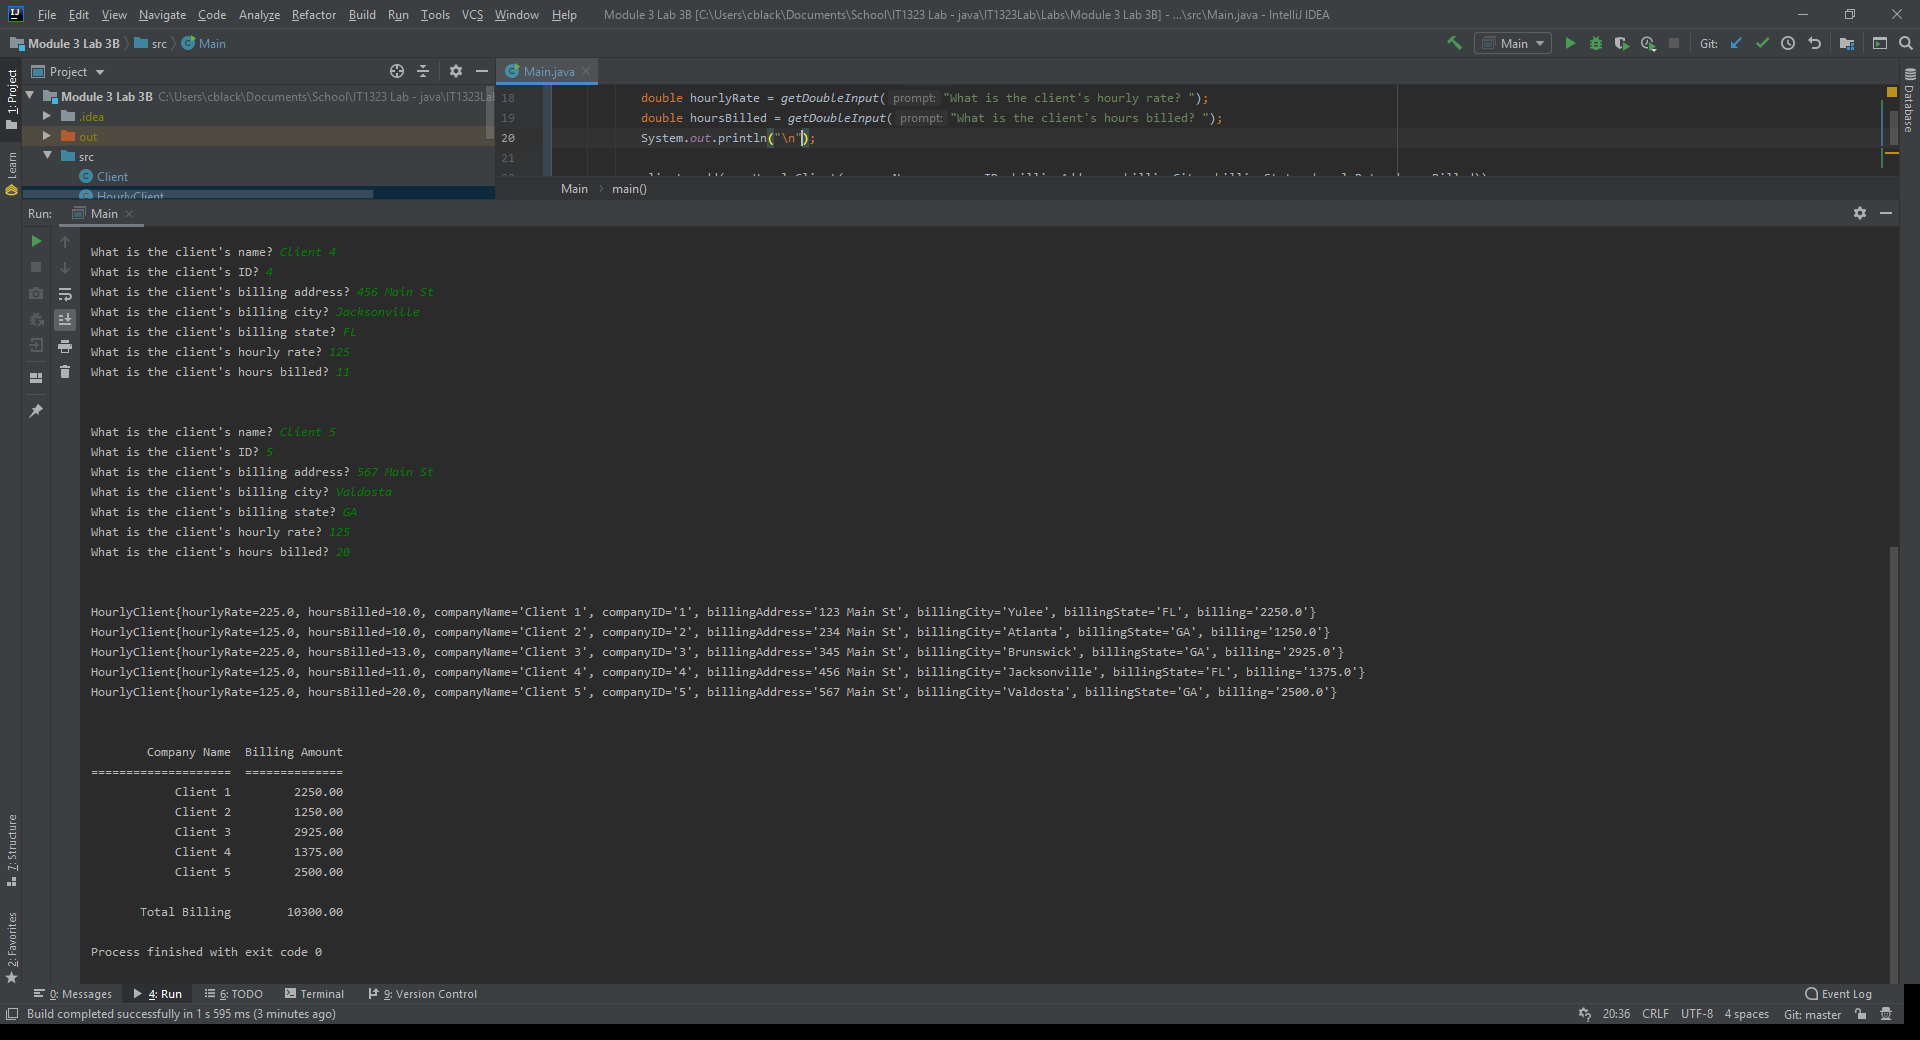 File Edit View Navigate Code Analyze Refactor Build Run Tools VCS Window Help Module 3 Lab 3B [C:\Users\cblack\Documents\School\IT1323 Lab - java\IT1323Lab\Labs\Module 3 Lab 3B] - ...\src\Main.java - IntelliJ IDEA
Module 3 Lab 3B src Main Main Git:
Project Main.java
Module 3 Lab 3B C:\Users\cblack\Documents\School\IT1323 Lab - java\IT1323Lab
.idea
out
src
Client
HourlyClient
18 double hourlyRate = getDoubleInput( prompt: "What is the client's hourly rate? ");
19 double hoursBilled = getDoubleInput( prompt: "What is the client's hours billed? ");
20 System.out.println("\n");
21
Main main()
1: Project
Learn
7: Structure
2: Favorites
Database
Run: Main
What is the client's name? Client 4
What is the client's ID? 4
What is the client's billing address? 456 Main St
What is the client's billing city? Jacksonville
What is the client's billing state? FL
What is the client's hourly rate? 125
What is the client's hours billed? 11
What is the client's name? Client 5
What is the client's ID? 5
What is the client's billing address? 567 Main St
What is the client's billing city? Valdosta
What is the client's billing state? GA
What is the client's hourly rate? 125
What is the client's hours billed? 20
HourlyClient{hourlyRate=225.0, hoursBilled=10.0, companyName='Client 1', companyID='1', billingAddress='123 Main St', billingCity='Yulee', billingState='FL', billing='2250.0'}
HourlyClient{hourlyRate=125.0, hoursBilled=10.0, companyName='Client 2', companyID='2', billingAddress='234 Main St', billingCity='Atlanta', billingState='GA', billing='1250.0'}
HourlyClient{hourlyRate=225.0, hoursBilled=13.0, companyName='Client 3', companyID='3', billingAddress='345 Main St', billingCity='Brunswick', billingState='GA', billing='2925.0'}
HourlyClient{hourlyRate=125.0, hoursBilled=11.0, companyName='Client 4', companyID='4', billingAddress='456 Main St', billingCity='Jacksonville', billingState='FL', billing='1375.0'}
HourlyClient{hourlyRate=125.0, hoursBilled=20.0, companyName='Client 5', companyID='5', billingAddress='567 Main St', billingCity='Valdosta', billingState='GA', billing='2500.0'}
Company Name Billing Amount
==================== ==============
Client 1 2250.00
Client 2 1250.00
Client 3 2925.00
Client 4 1375.00
Client 5 2500.00
Total Billing 10300.00
Process finished with exit code 0
0: Messages 4: Run 6: TODO Terminal 9: Version Control Event Log
Build completed successfully in 1 s 595 ms (3 minutes ago) 20:36 CRLF UTF-8 4 spaces Git: master